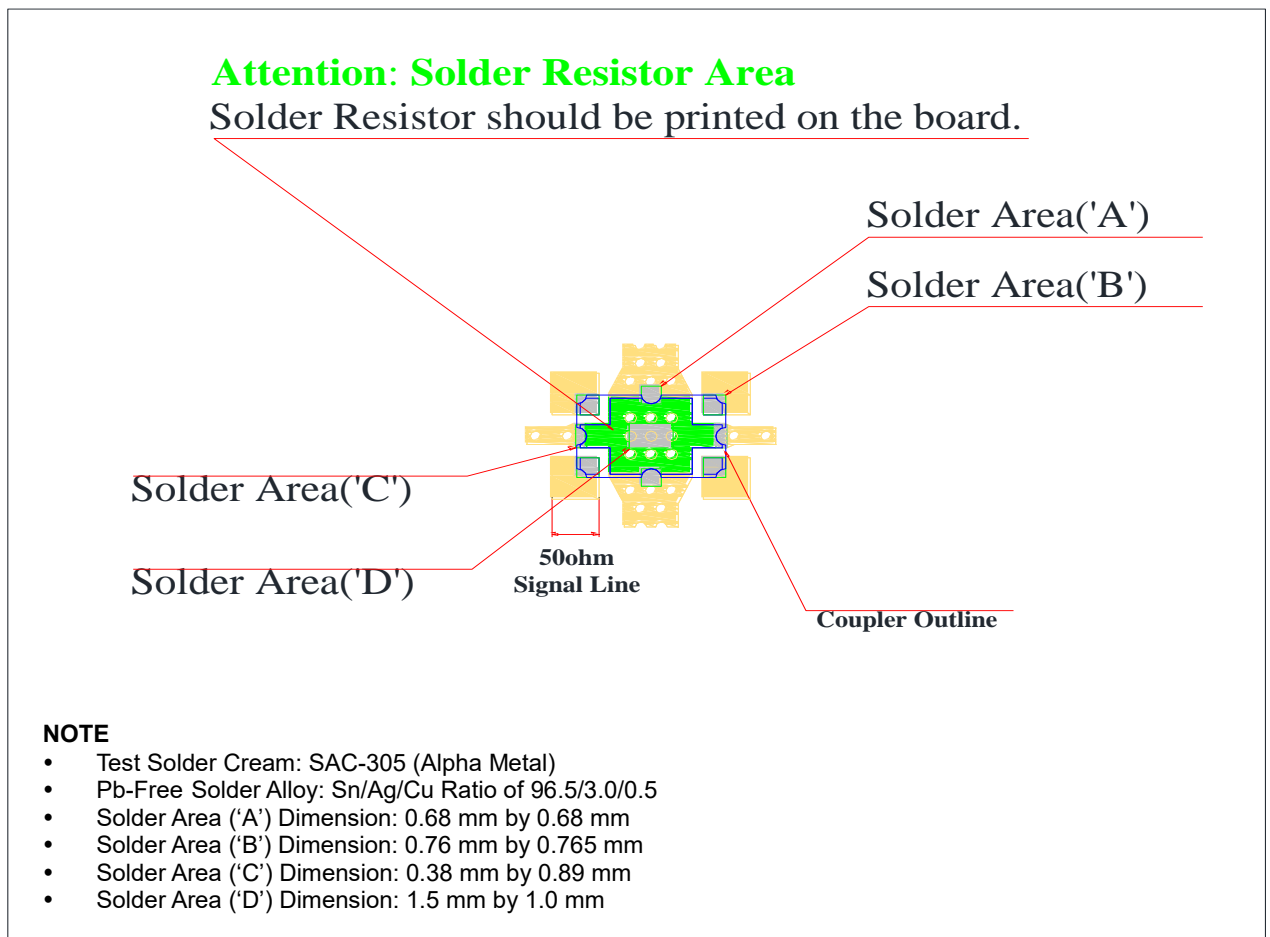 Attention: Solder Resistor Area
Solder Resistor should be printed on the board.
Solder Area('A')
Solder Area('B')
Solder Area('C')
Solder Area('D')
50ohm
Signal Line
Coupler Outline
NOTE
• Test Solder Cream: SAC-305 (Alpha Metal)
• Pb-Free Solder Alloy: Sn/Ag/Cu Ratio of 96.5/3.0/0.5
• Solder Area (‘A’) Dimension: 0.68 mm by 0.68 mm
• Solder Area (‘B’) Dimension: 0.76 mm by 0.765 mm
• Solder Area (‘C’) Dimension: 0.38 mm by 0.89 mm
• Solder Area (‘D’) Dimension: 1.5 mm by 1.0 mm